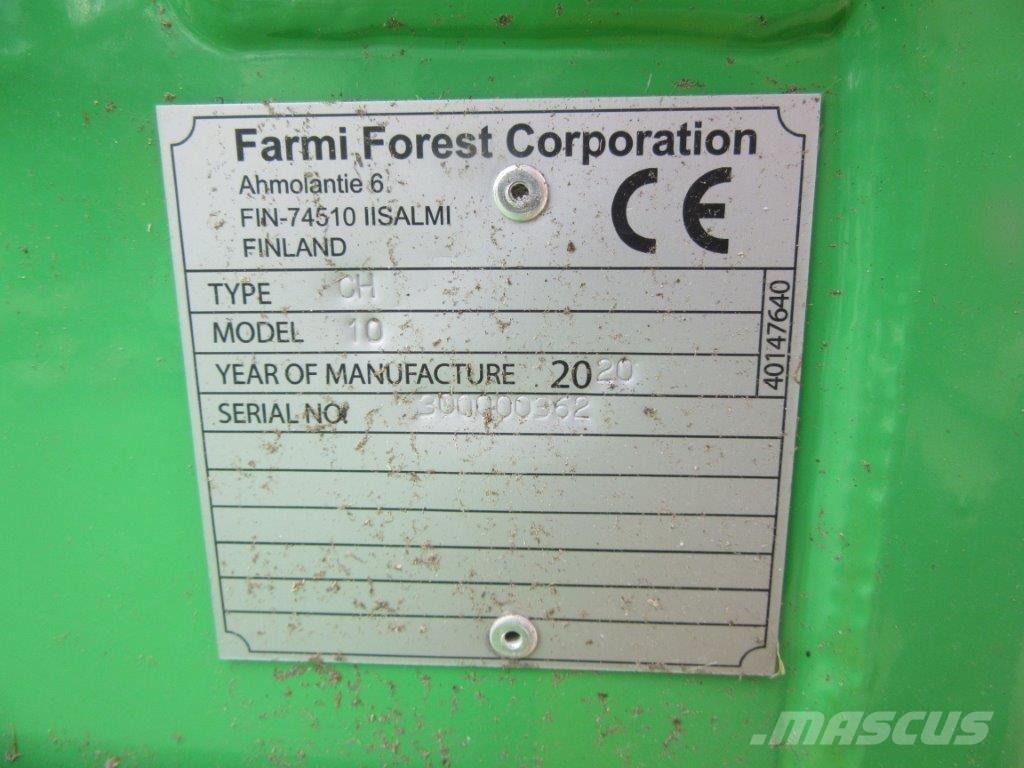 Farmi Forest Corporation
Ahmolantie 6
FIN-74510 IISALMI
FINLAND
CE
TYPE CH
MODEL 10
YEAR OF MANUFACTURE 2020
SERIAL NO. 300000362
40147640
MASCUS